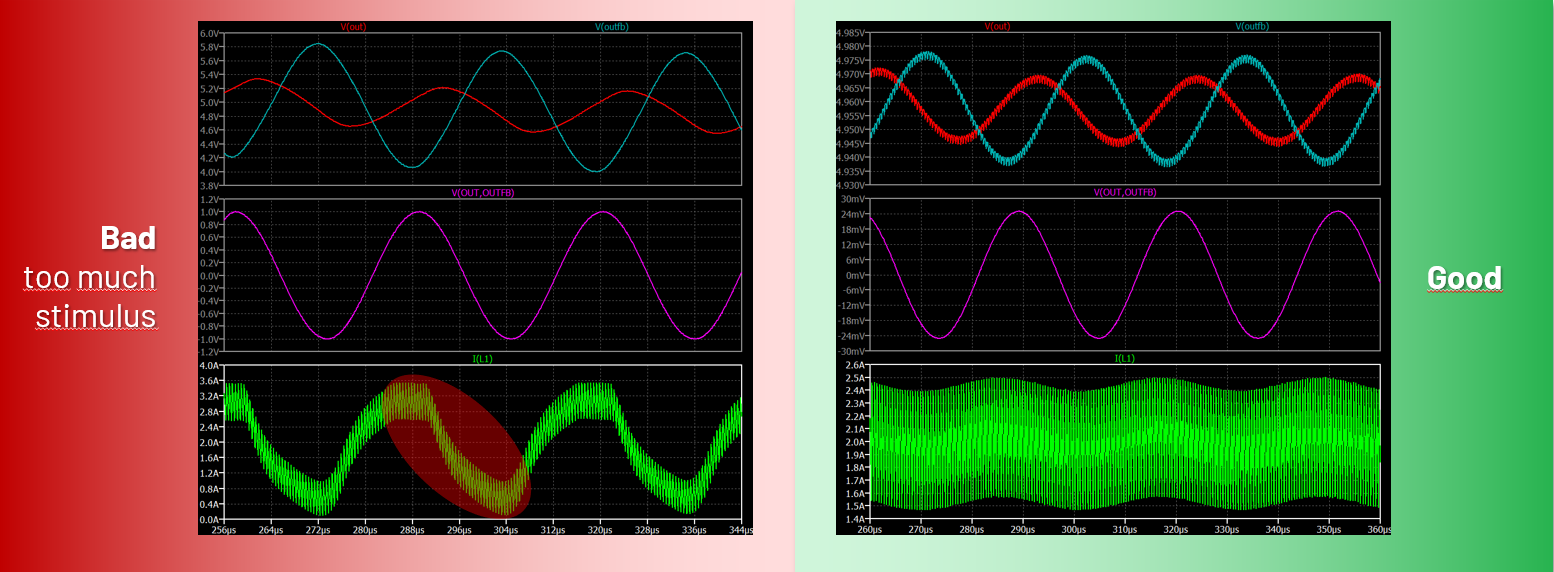 Bad
too much
stimulus
V(out) V(outfb)
6.0V
5.8V
5.6V
5.4V
5.2V
5.0V
4.8V
4.6V
4.4V
4.2V
4.0V
3.8V
V(OUT,OUTFB)
1.2V
1.0V
0.8V
0.6V
0.4V
0.2V
0.0V
-0.2V
-0.4V
-0.6V
-0.8V
-1.0V
-1.2V
I(L1)
4.0A
3.6A
3.2A
2.8A
2.4A
2.0A
1.6A
1.2A
0.8A
0.4A
0.0A
256µs 264µs 272µs 280µs 288µs 296µs 304µs 312µs 320µs 328µs 336µs 344µs
V(out) V(outfb)
4.985V
4.980V
4.975V
4.970V
4.965V
4.960V
4.955V
4.950V
4.945V
4.940V
4.935V
4.930V
V(OUT,OUTFB)
30mV
24mV
18mV
12mV
6mV
0mV
-6mV
-12mV
-18mV
-24mV
-30mV
I(L1)
2.6A
2.5A
2.4A
2.3A
2.2A
2.1A
2.0A
1.9A
1.8A
1.7A
1.6A
1.5A
1.4A
260µs 270µs 280µs 290µs 300µs 310µs 320µs 330µs 340µs 350µs 360µs
Good